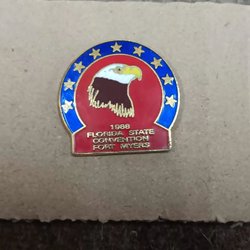 1988
FLORIDA STATE
CONVENTION
FORT MYERS